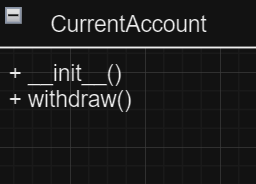 CurrentAccount
+ __init__()
+ withdraw()